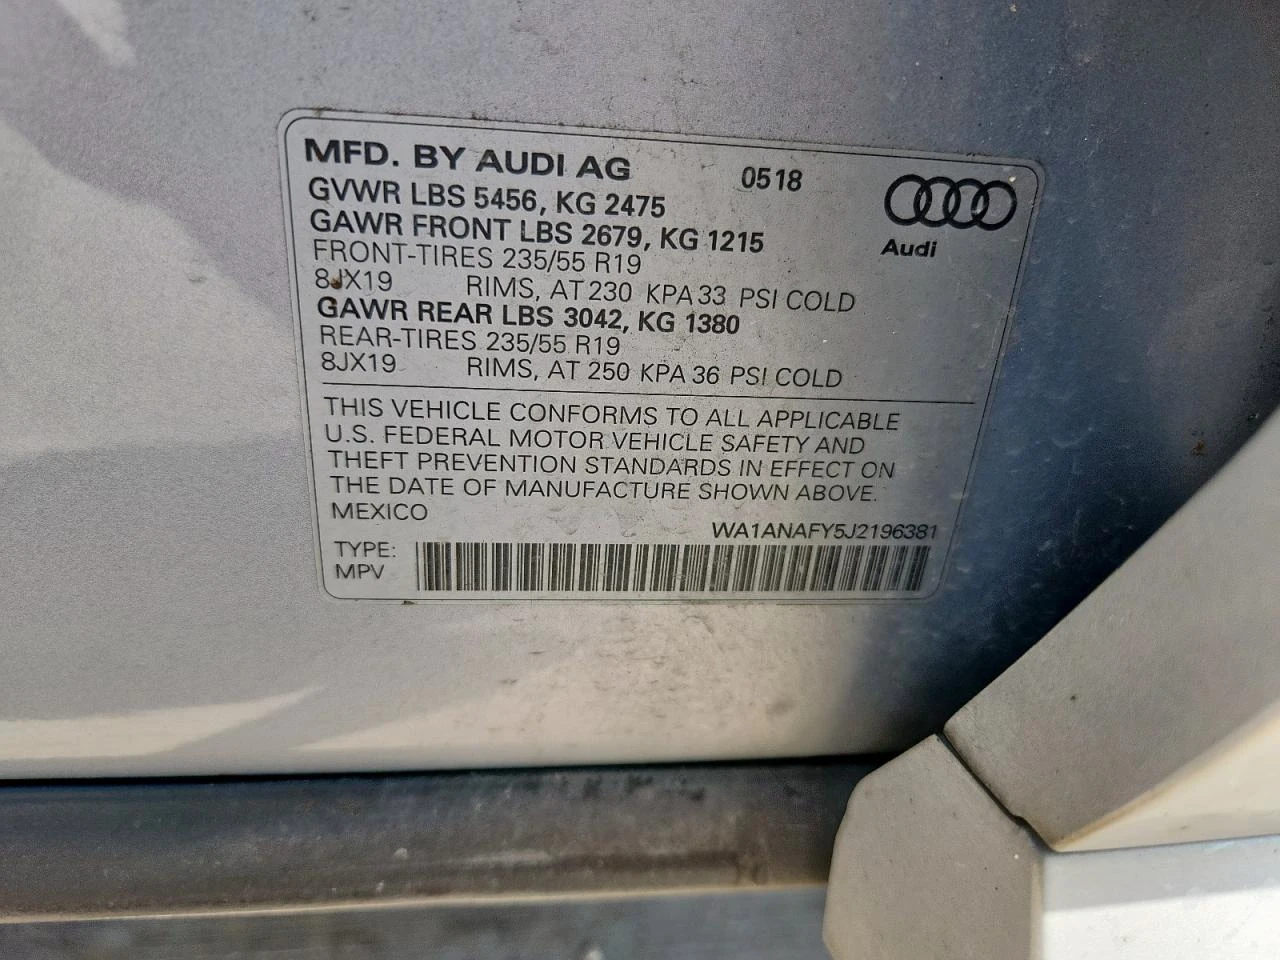 MFD. BY AUDI AG 0518
GVWR LBS 5456, KG 2475
GAWR FRONT LBS 2679, KG 1215
Audi
FRONT-TIRES 235/55 R19
8JX19 RIMS, AT 230 KPA 33 PSI COLD
GAWR REAR LBS 3042, KG 1380
REAR-TIRES 235/55 R19
8JX19 RIMS, AT 250 KPA 36 PSI COLD
THIS VEHICLE CONFORMS TO ALL APPLICABLE
U.S. FEDERAL MOTOR VEHICLE SAFETY AND
THEFT PREVENTION STANDARDS IN EFFECT ON
THE DATE OF MANUFACTURE SHOWN ABOVE.
MEXICO
WA1ANAFY5J2196381
TYPE:
MPV